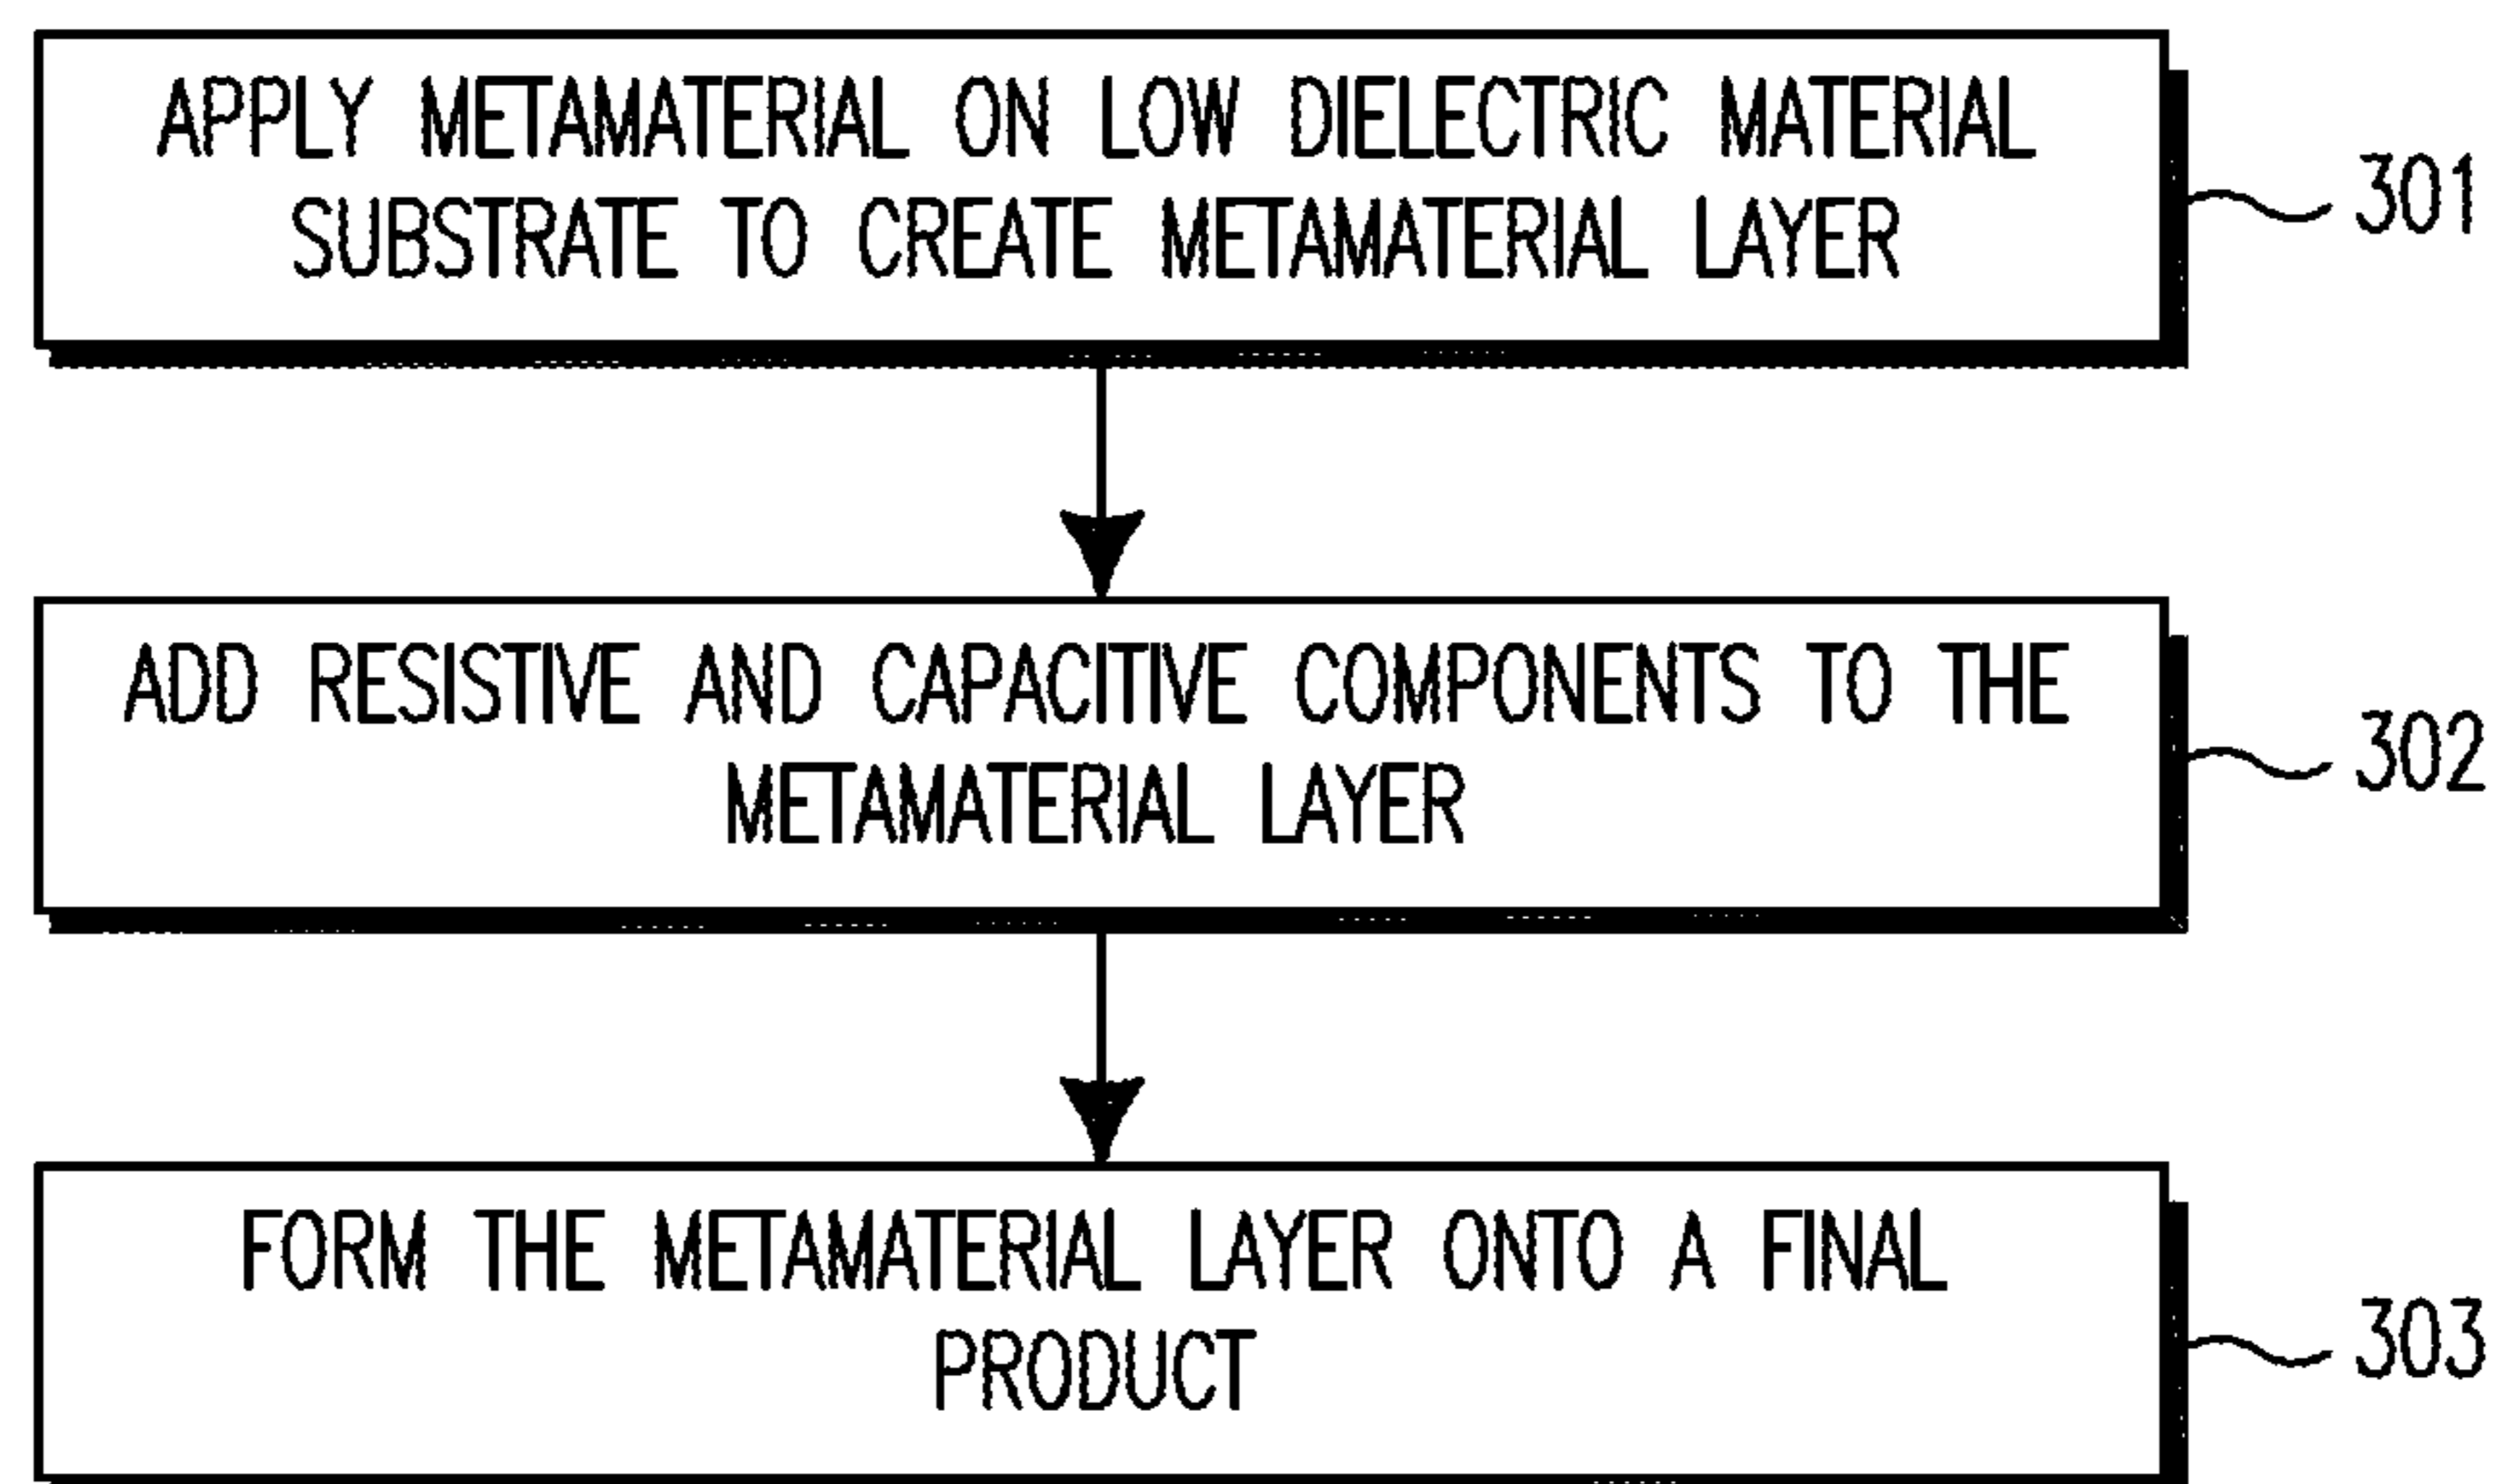 APPLY METAMATERIAL ON LOW DIELECTRIC MATERIAL
SUBSTRATE TO CREATE METAMATERIAL LAYER
301
ADD RESISTIVE AND CAPACITIVE COMPONENTS TO THE
METAMATERIAL LAYER
302
FORM THE METAMATERIAL LAYER ONTO A FINAL
PRODUCT
303